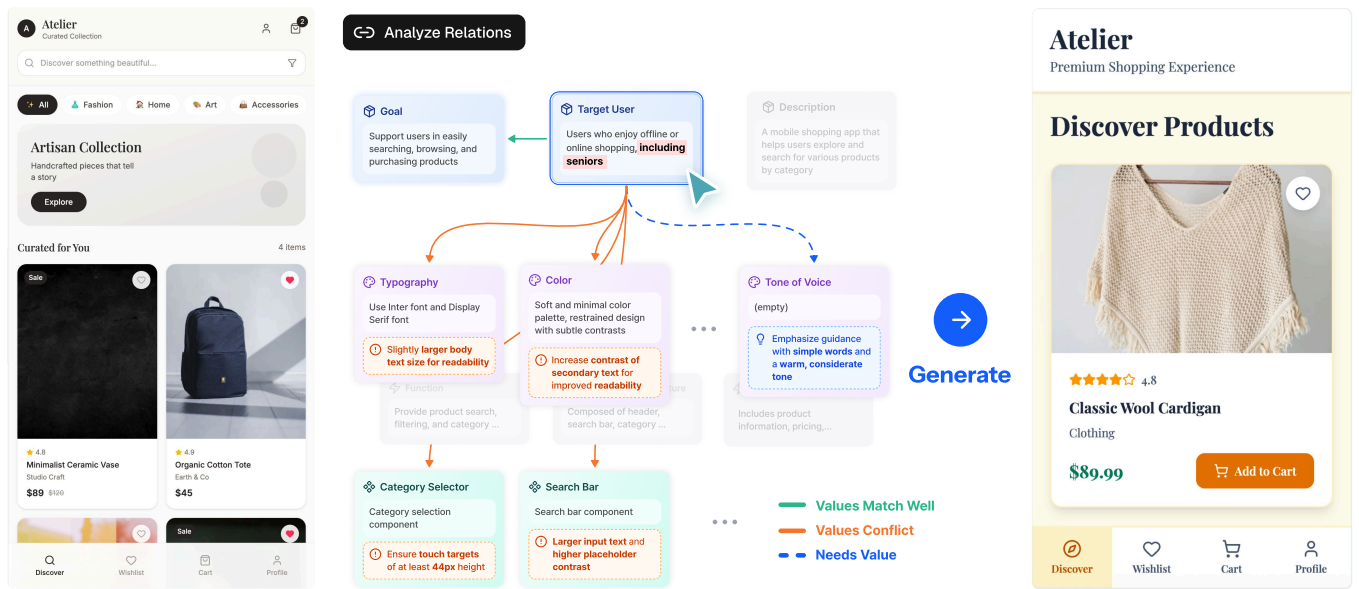 A
Atelier
Curated Collection
2
Discover something beautiful...
All
Fashion
Home
Art
Accessories
Artisan Collection
Handcrafted pieces that tell
a story
Explore
Curated for You
4 items
Sale
4.8
Minimalist Ceramic Vase
Studio Craft
$89 $120
4.9
Organic Cotton Tote
Earth & Co
$45
Sale
Discover
Wishlist
Cart
Profile
Analyze Relations
Goal
Support users in easily
searching, browsing, and
purchasing products
Target User
Users who enjoy offline or
online shopping, including
seniors
Description
A mobile shopping app that
helps users explore and
search for various products
by category
Typography
Use Inter font and Display
Serif font
Slightly larger body
text size for readability
Color
Soft and minimal color
palette, restrained design
with subtle contrasts
Increase contrast of
secondary text for
improved readability
Tone of Voice
(empty)
Emphasize guidance
with simple words and
a warm, considerate
tone
Function
Provide product search,
filtering, and category ...
Composed of header,
search bar, category ...
Includes product
information, pricing,...
Category Selector
Category selection
component
Ensure touch targets
of at least 44px height
Search Bar
Search bar component
Larger input text and
higher placeholder
contrast
Values Match Well
Values Conflict
Needs Value
Generate
Atelier
Premium Shopping Experience
Discover Products
4.8
Classic Wool Cardigan
Clothing
$89.99
Add to Cart
Discover
Wishlist
Cart
Profile